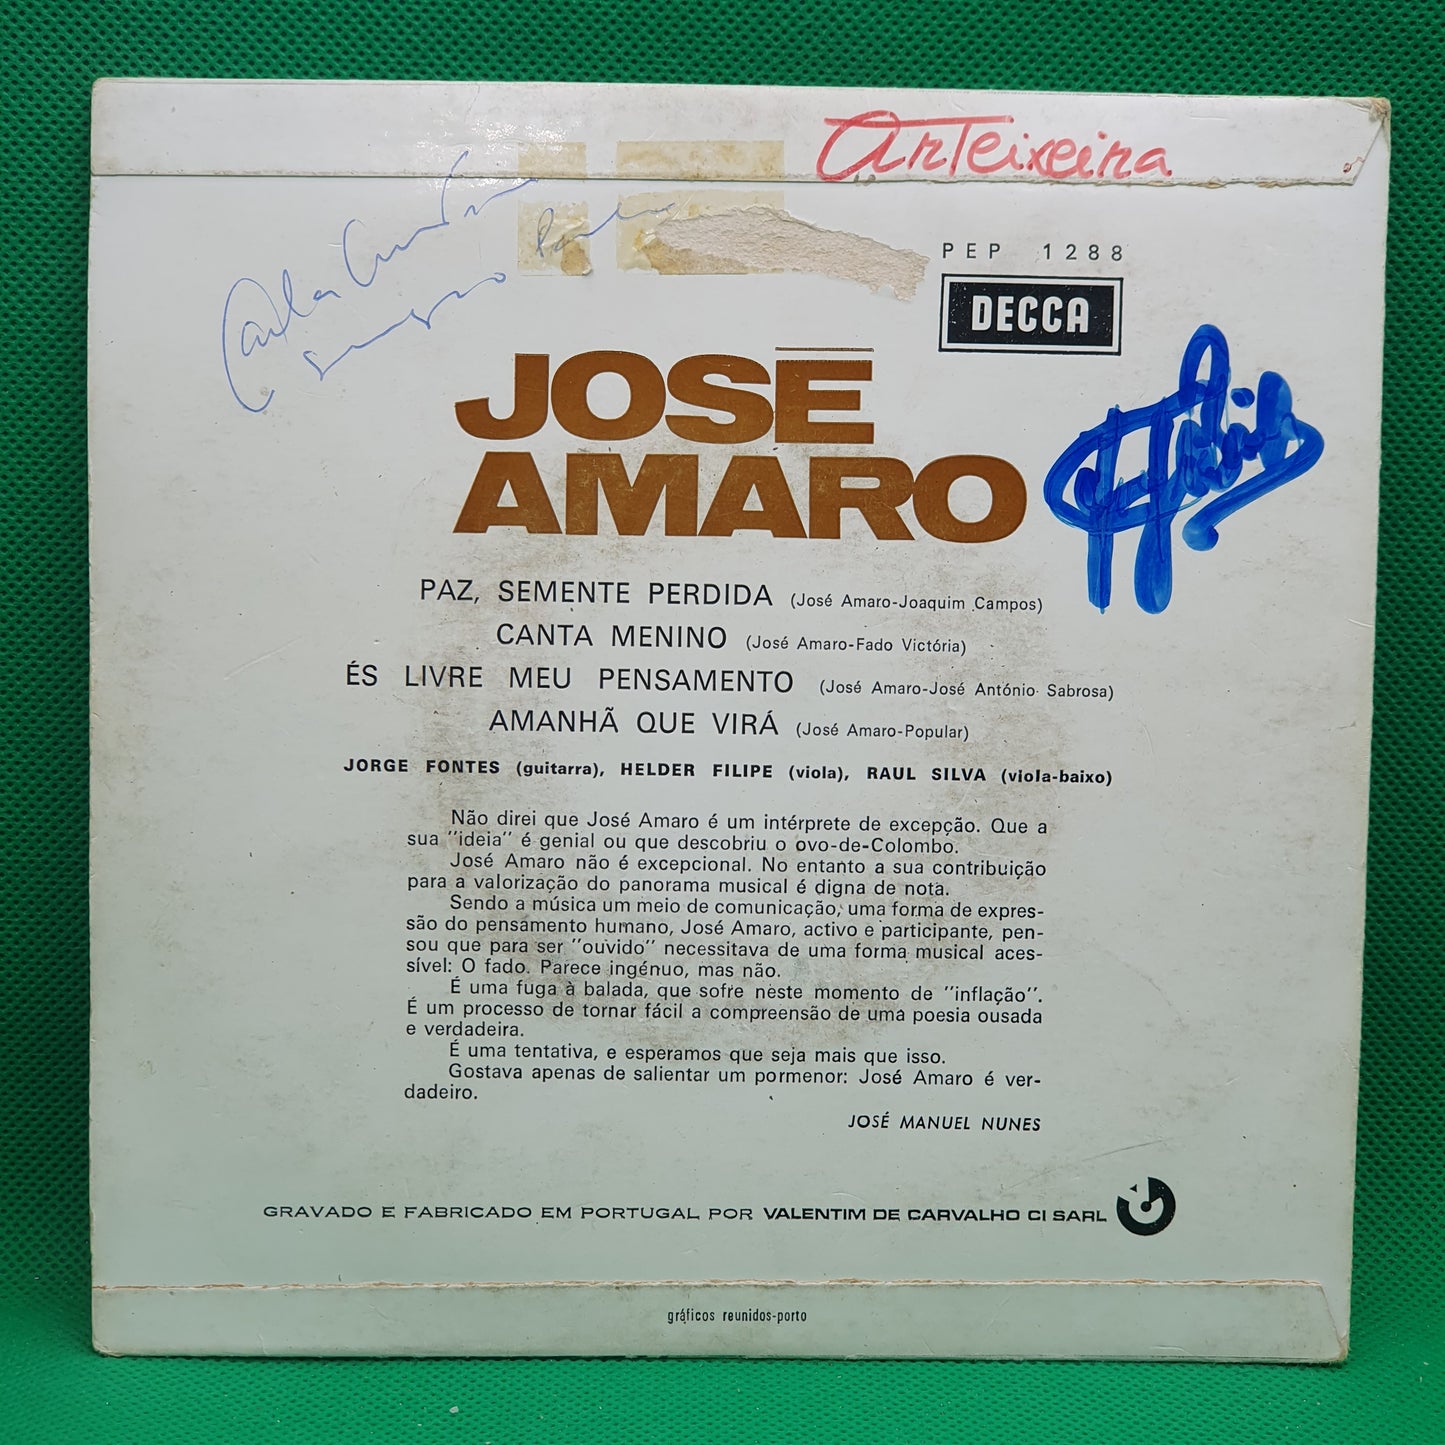 ArTeixeira
PEP 1288
DECCA
JOSÉ
AMARO
PAZ, SEMENTE PERDIDA (José Amaro-Joaquim Campos)
CANTA MENINO (José Amaro-Fado Victória)
ÉS LIVRE MEU PENSAMENTO (José Amaro-José António Sabrosa)
AMANHÃ QUE VIRÁ (José Amaro-Popular)
JORGE FONTES (guitarra), HELDER FILIPE (viola), RAUL SILVA (viola-baixo)
Não direi que José Amaro é um intérprete de excepção. Que a
sua "ideia" é genial ou que descobriu o ovo-de-Colombo.
José Amaro não é excepcional. No entanto a sua contribuição
para a valorização do panorama musical é digna de nota.
Sendo a música um meio de comunicação, uma forma de expres-
são do pensamento humano, José Amaro, activo e participante, pen-
sou que para ser "ouvido" necessitava de uma forma musical aces-
sível: O fado. Parece ingénuo, mas não.
É uma fuga à balada, que sofre neste momento de "inflação".
É um processo de tornar fácil a compreensão de uma poesia ousada
e verdadeira.
É uma tentativa, e esperamos que seja mais que isso.
Gostava apenas de salientar um pormenor: José Amaro é ver-
dadeiro.
JOSÉ MANUEL NUNES
GRAVADO E FABRICADO EM PORTUGAL POR VALENTIM DE CARVALHO CI SARL
gráficos reunidos-porto